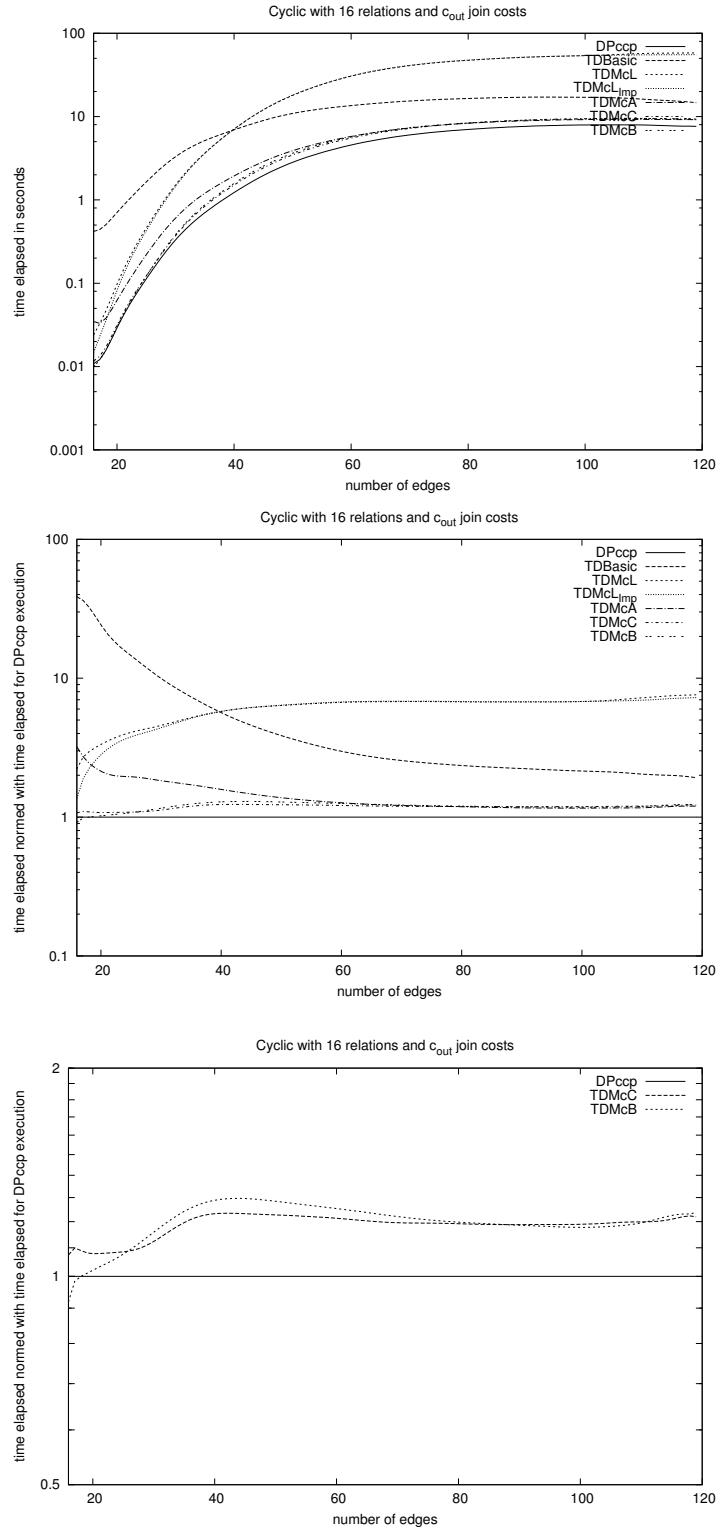 Cyclic with 16 relations and c_out join costs
100
10
1
0.1
0.01
0.001
time elapsed in seconds
DPccp
TDBasic
TDMcL
TDMcL_Imp
TDMcA
TDMcC
TDMcB
20 40 60 80 100 120
number of edges
Cyclic with 16 relations and c_out join costs
100
10
1
0.1
time elapsed normed with time elapsed for DPccp execution
DPccp
TDBasic
TDMcL
TDMcL_Imp
TDMcA
TDMcC
TDMcB
20 40 60 80 100 120
number of edges
Cyclic with 16 relations and c_out join costs
2
1
0.5
time elapsed normed with time elapsed for DPccp execution
DPccp
TDMcC
TDMcB
20 40 60 80 100 120
number of edges